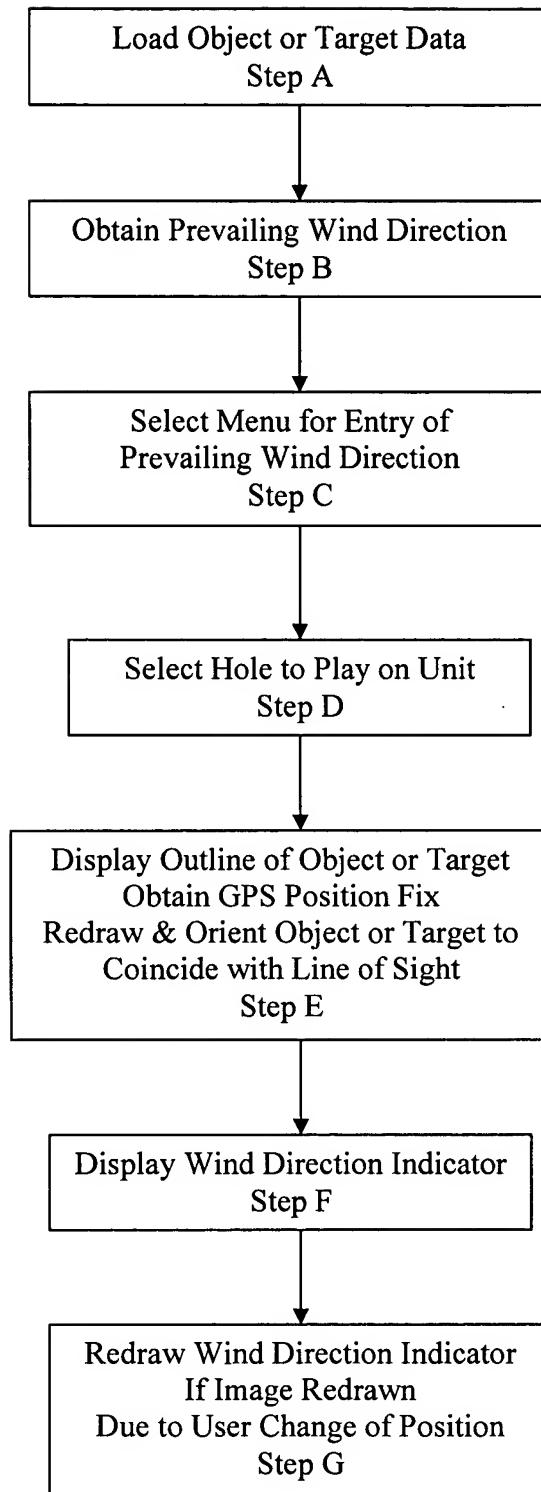 Load Object or Target Data
Step A
Obtain Prevailing Wind Direction
Step B
Select Menu for Entry of
Prevailing Wind Direction
Step C
Select Hole to Play on Unit
Step D
Display Outline of Object or Target
Obtain GPS Position Fix
Redraw & Orient Object or Target to
Coincide with Line of Sight
Step E
Display Wind Direction Indicator
Step F
Redraw Wind Direction Indicator
If Image Redrawn
Due to User Change of Position
Step G